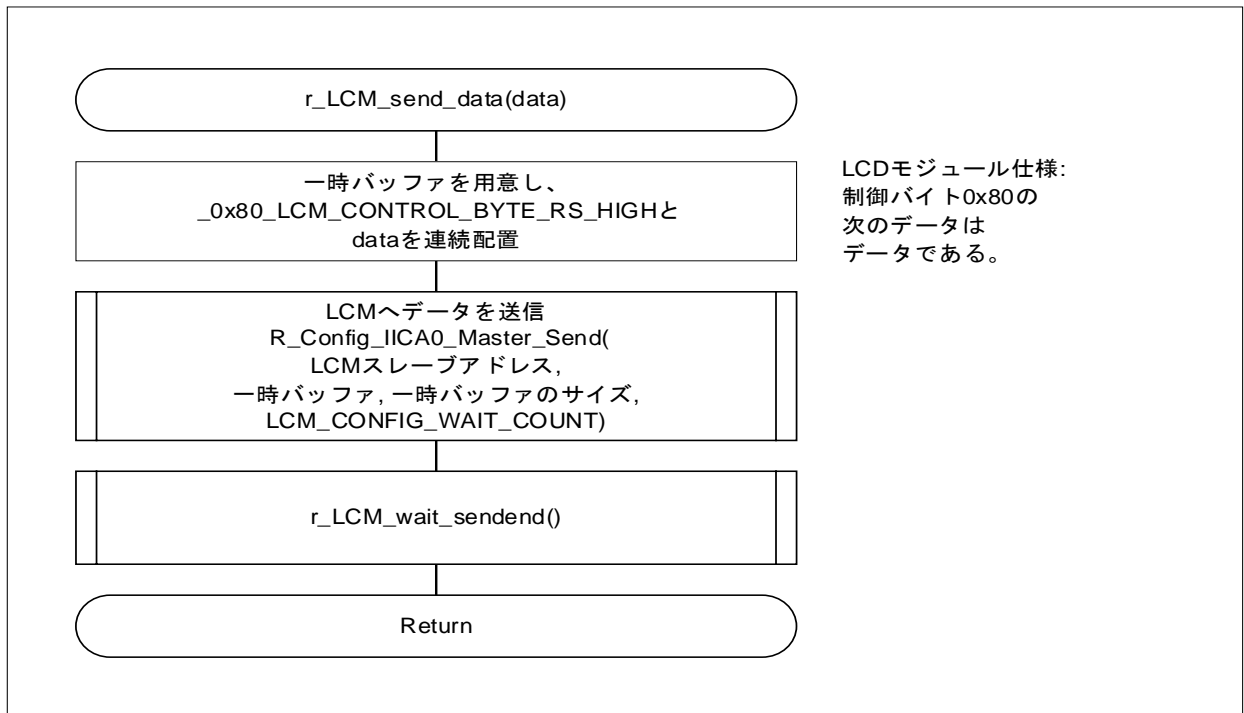 r_LCM_send_data(data)
一時バッファを用意し、
_0x80_LCM_CONTROL_BYTE_RS_HIGHと
dataを連続配置
LCDモジュール仕様:
制御バイト0x80の
次のデータは
データである。
LCMへデータを送信
R_Config_IICA0_Master_Send(
LCMスレーブアドレス,
一時バッファ, 一時バッファのサイズ,
LCM_CONFIG_WAIT_COUNT)
r_LCM_wait_sendend()
Return